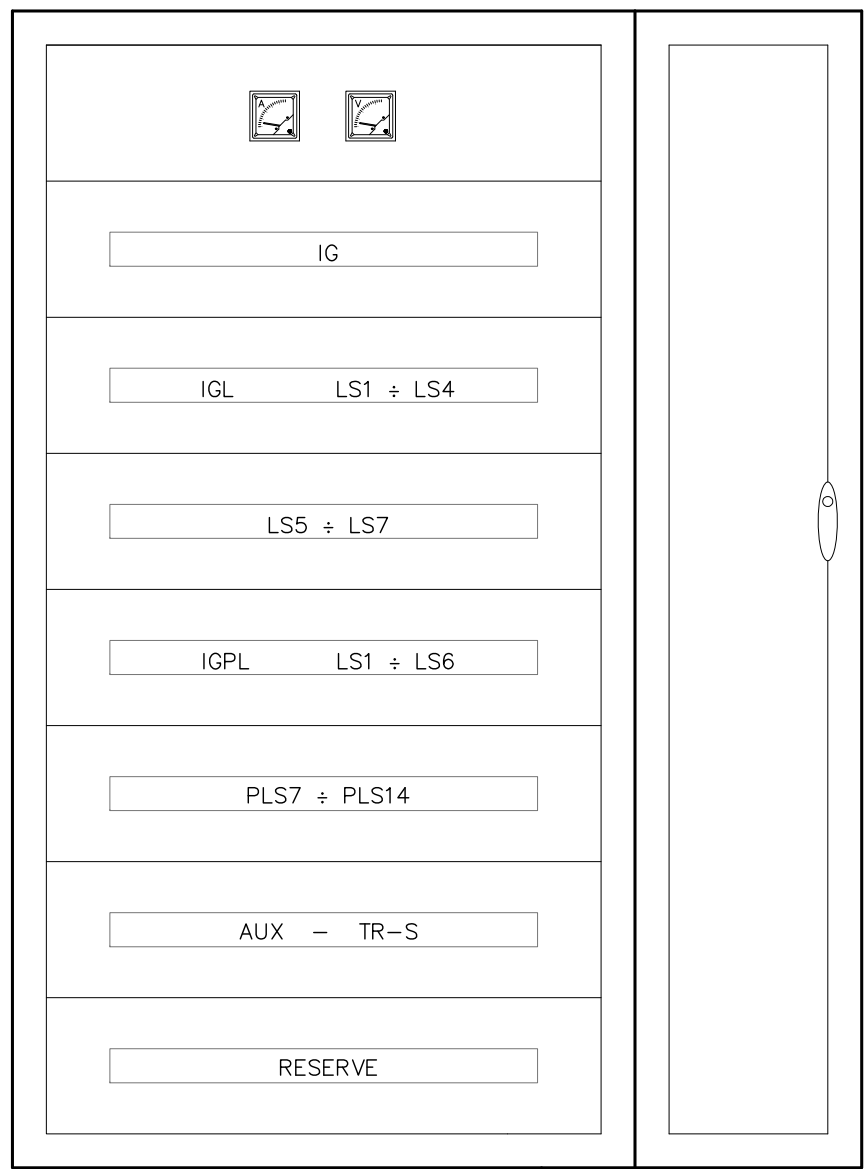 A V
IG
IGL LS1 ÷ LS4
LS5 ÷ LS7
IGPL LS1 ÷ LS6
PLS7 ÷ PLS14
AUX - TR-S
RESERVE